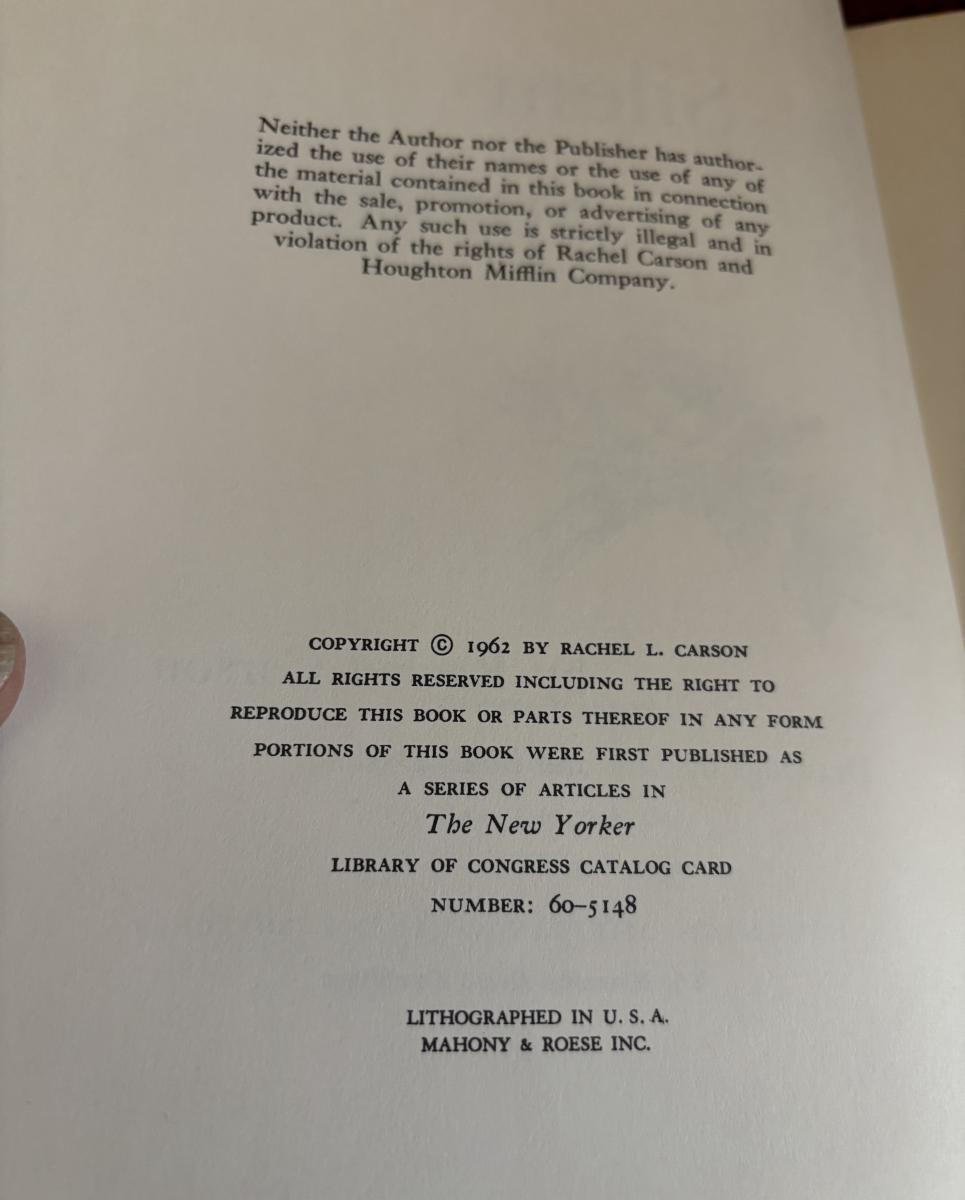 Neither the Author nor the Publisher has author-
ized the use of their names or the use of any of
the material contained in this book in connection
with the sale, promotion, or advertising of any
product. Any such use is strictly illegal and in
violation of the rights of Rachel Carson and
Houghton Mifflin Company.
COPYRIGHT © 1962 BY RACHEL L. CARSON
ALL RIGHTS RESERVED INCLUDING THE RIGHT TO
REPRODUCE THIS BOOK OR PARTS THEREOF IN ANY FORM
PORTIONS OF THIS BOOK WERE FIRST PUBLISHED AS
A SERIES OF ARTICLES IN
The New Yorker
LIBRARY OF CONGRESS CATALOG CARD
NUMBER: 60–5148
LITHOGRAPHED IN U. S. A.
MAHONY & ROESE INC.